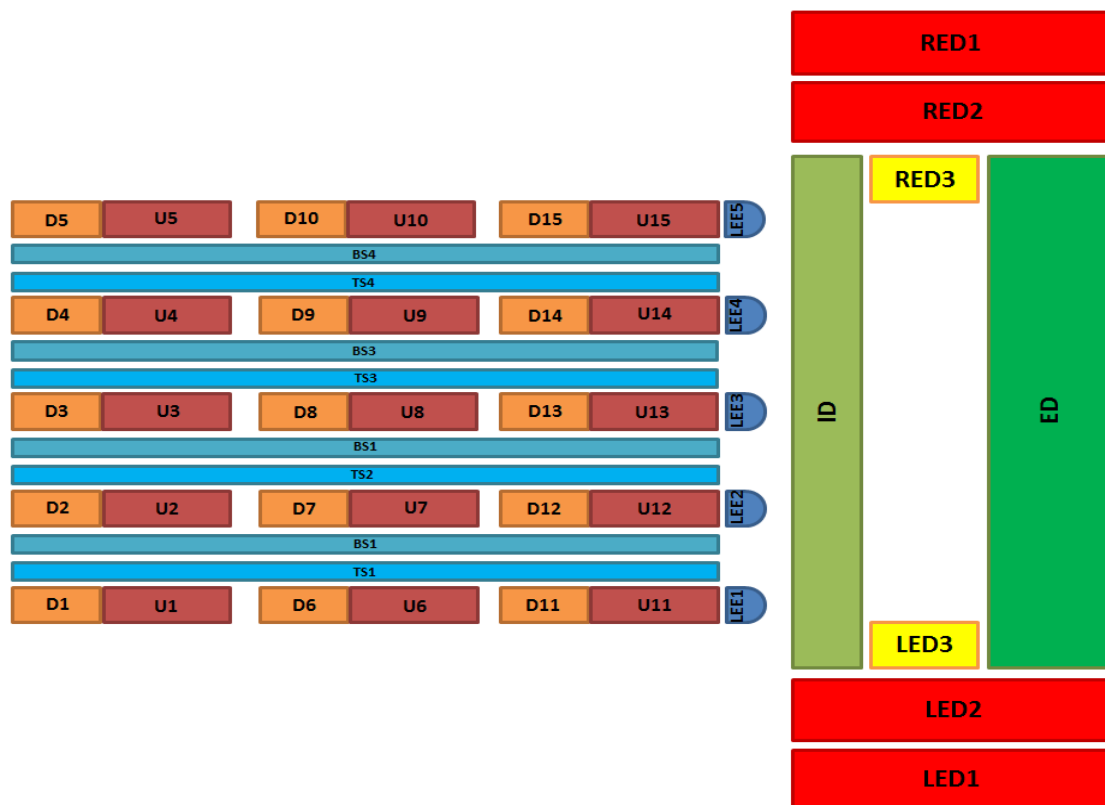 RED1
RED2
RED3
D5 U5 D10 U10 D15 U15 LEE5
BS4
TS4
D4 U4 D9 U9 D14 U14 LEE4
BS3
TS3
D3 U3 D8 U8 D13 U13 LEE3
ID
ED
BS1
TS2
D2 U2 D7 U7 D12 U12 LEE2
BS1
TS1
D1 U1 D6 U6 D11 U11 LEE1
LED3
LED2
LED1